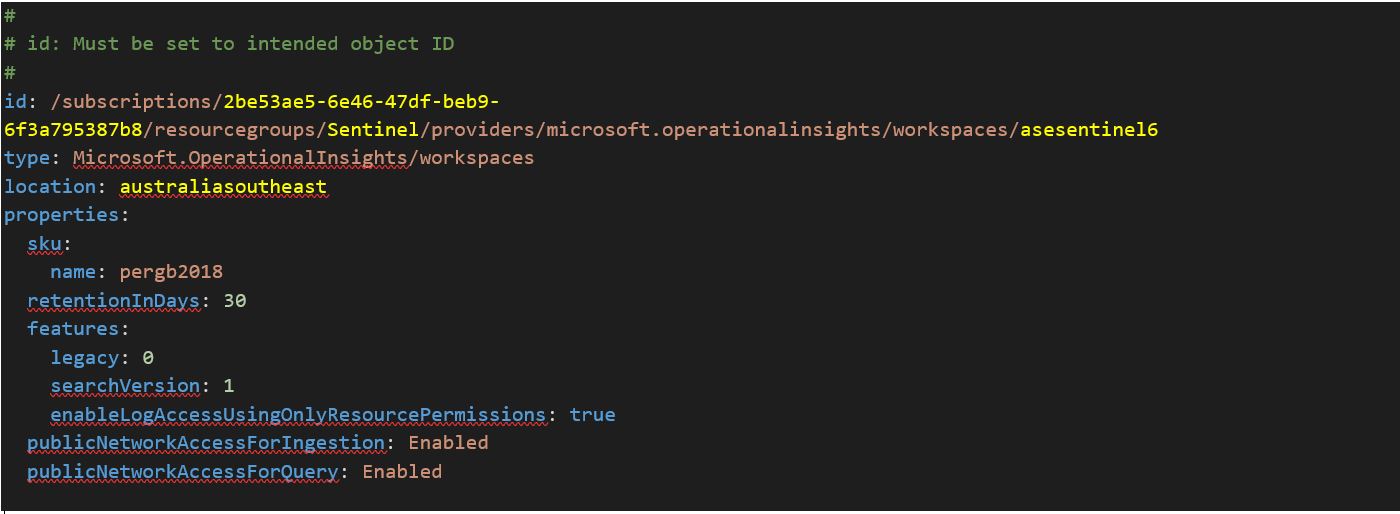 #
# id: Must be set to intended object ID
#
id: /subscriptions/2be53ae5-6e46-47df-beb9-
6f3a795387b8/resourcegroups/Sentinel/providers/microsoft.operationalinsights/workspaces/asesentinel6
type: Microsoft.OperationalInsights/workspaces
location: australiasoutheast
properties:
  sku:
    name: pergb2018
  retentionInDays: 30
  features:
    legacy: 0
    searchVersion: 1
    enableLogAccessUsingOnlyResourcePermissions: true
  publicNetworkAccessForIngestion: Enabled
  publicNetworkAccessForQuery: Enabled